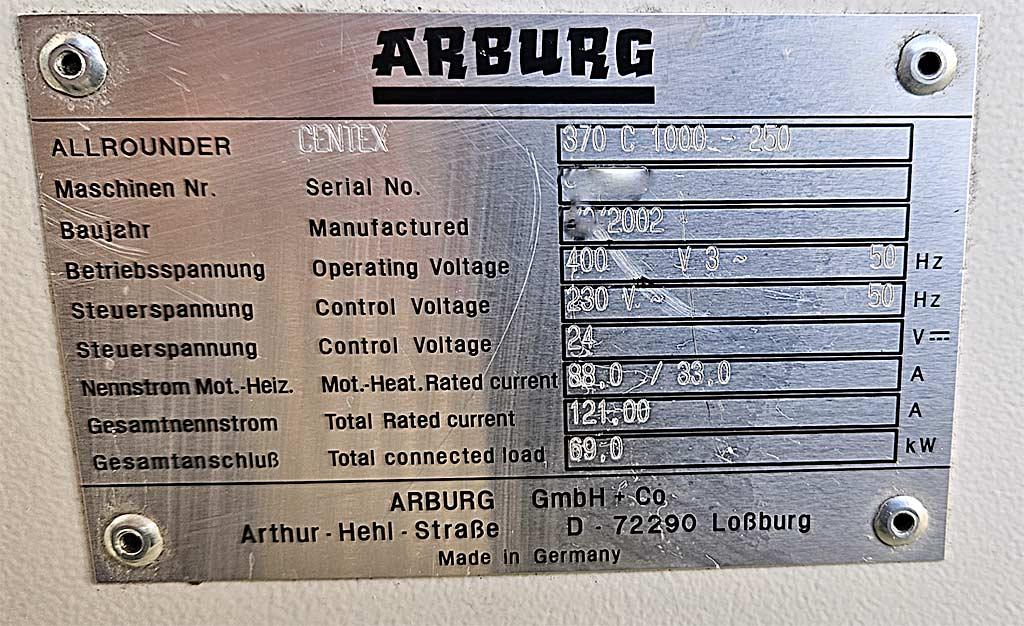 ARBURG
ALLROUNDER CENTEX 370 C 1000 - 250
Maschinen Nr. Serial No.
Baujahr Manufactured 2002
Betriebsspannung Operating Voltage 400 V 3 ~ 50 Hz
Steuerspannung Control Voltage 230 V ~ 50 Hz
Steuerspannung Control Voltage 24 V ⎓
Nennstrom Mot.-Heiz. Mot.-Heat. Rated current 88,0 / 33,0 A
Gesamtnennstrom Total Rated current 121,00 A
Gesamtanschluß Total connected load 69,0 kW
ARBURG GmbH + Co
Arthur - Hehl - Straße D - 72290 Loßburg
Made in Germany